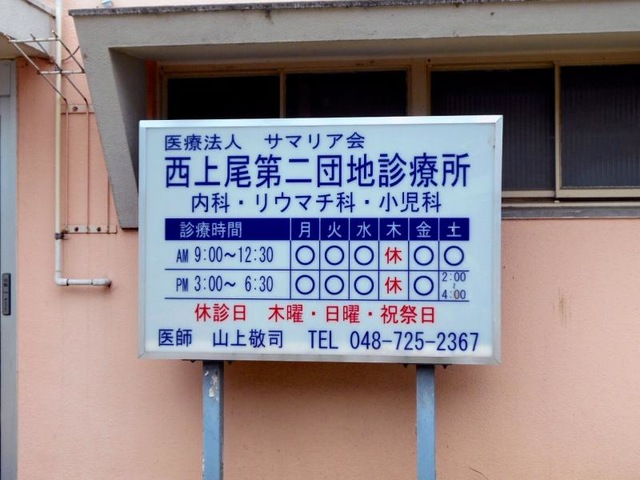 医療法人 サマリア会
西上尾第二団地診療所
内科・リウマチ科・小児科
診療時間 月 火 水 木 金 土
AM 9:00〜12:30 ○ ○ ○ 休 ○ ○
PM 3:00〜 6:30 ○ ○ ○ 休 ○ 2:00〜4:00
休診日 木曜・日曜・祝祭日
医師 山上敬司 TEL 048-725-2367